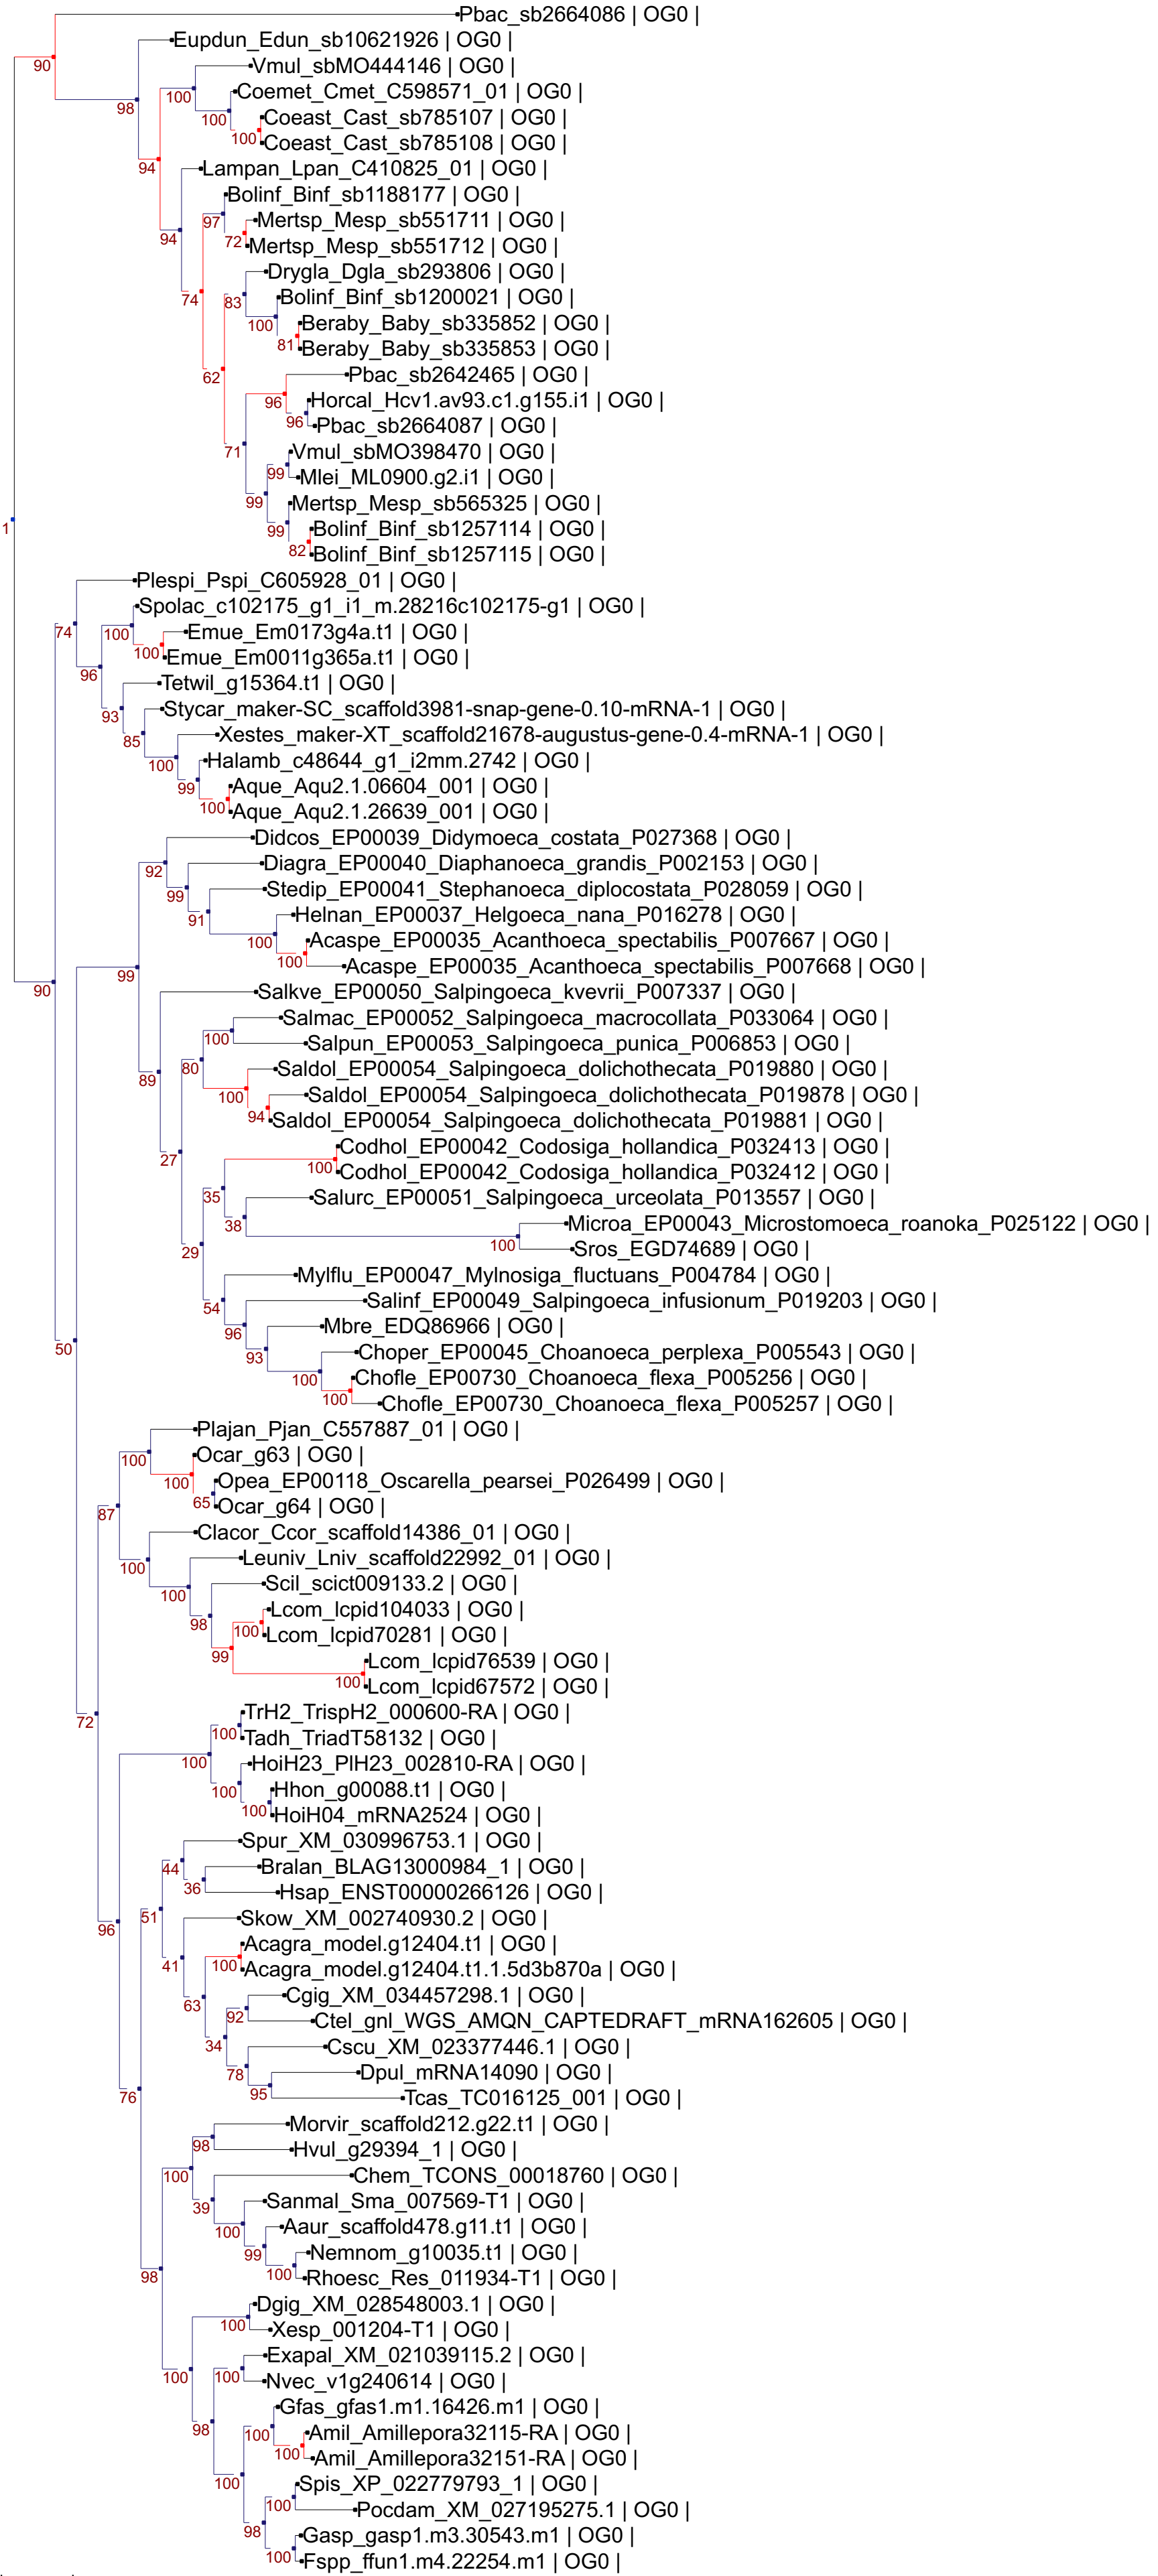 Pbac_sb2664086 | OG0 |
90
Eupdun_Edun_sb10621926 | OG0 |
Vmul_sbMO444146 | OG0 |
100
Coemet_Cmet_C598571_01 | OG0 |
98
100
Coeast_Cast_sb785107 | OG0 |
100
Coeast_Cast_sb785108 | OG0 |
94
Lampan_Lpan_C410825_01 | OG0 |
Bolinf_Binf_sb1188177 | OG0 |
97
Mertsp_Mesp_sb551711 | OG0 |
94
72
Mertsp_Mesp_sb551712 | OG0 |
Drygla_Dgla_sb293806 | OG0 |
74
83
Bolinf_Binf_sb1200021 | OG0 |
100
Beraby_Baby_sb335852 | OG0 |
81
Beraby_Baby_sb335853 | OG0 |
62
Pbac_sb2642465 | OG0 |
96
Horcal_Hcv1.av93.c1.g155.i1 | OG0 |
96
Pbac_sb2664087 | OG0 |
71
Vmul_sbMO398470 | OG0 |
99
Mlei_ML0900.g2.i1 | OG0 |
99
Mertsp_Mesp_sb565325 | OG0 |
1
99
Bolinf_Binf_sb1257114 | OG0 |
82
Bolinf_Binf_sb1257115 | OG0 |
Plespi_Pspi_C605928_01 | OG0 |
Spolac_c102175_g1_i1_m.28216c102175-g1 | OG0 |
74
100
Emue_Em0173g4a.t1 | OG0 |
100
Emue_Em0011g365a.t1 | OG0 |
96
Tetwil_g15364.t1 | OG0 |
93
Stycar_maker-SC_scaffold3981-snap-gene-0.10-mRNA-1 | OG0 |
85
Xestes_maker-XT_scaffold21678-augustus-gene-0.4-mRNA-1 | OG0 |
100
Halamb_c48644_g1_i2mm.2742 | OG0 |
99
Aque_Aqu2.1.06604_001 | OG0 |
100
Aque_Aqu2.1.26639_001 | OG0 |
Didcos_EP00039_Didymoeca_costata_P027368 | OG0 |
92
Diagra_EP00040_Diaphanoeca_grandis_P002153 | OG0 |
99
Stedip_EP00041_Stephanoeca_diplocostata_P028059 | OG0 |
91
Helnan_EP00037_Helgoeca_nana_P016278 | OG0 |
100
Acaspe_EP00035_Acanthoeca_spectabilis_P007667 | OG0 |
100
Acaspe_EP00035_Acanthoeca_spectabilis_P007668 | OG0 |
99
90
Salkve_EP00050_Salpingoeca_kvevrii_P007337 | OG0 |
Salmac_EP00052_Salpingoeca_macrocollata_P033064 | OG0 |
100
Salpun_EP00053_Salpingoeca_punica_P006853 | OG0 |
80
Saldol_EP00054_Salpingoeca_dolichothecata_P019880 | OG0 |
89
100
Saldol_EP00054_Salpingoeca_dolichothecata_P019878 | OG0 |
94
Saldol_EP00054_Salpingoeca_dolichothecata_P019881 | OG0 |
Codhol_EP00042_Codosiga_hollandica_P032413 | OG0 |
27
100
Codhol_EP00042_Codosiga_hollandica_P032412 | OG0 |
35
Salurc_EP00051_Salpingoeca_urceolata_P013557 | OG0 |
38
Microa_EP00043_Microstomoeca_roanoka_P025122 | OG0 |
100
Sros_EGD74689 | OG0 |
29
Mylflu_EP00047_Mylnosiga_fluctuans_P004784 | OG0 |
54
Salinf_EP00049_Salpingoeca_infusionum_P019203 | OG0 |
96
Mbre_EDQ86966 | OG0 |
50
93
Choper_EP00045_Choanoeca_perplexa_P005543 | OG0 |
100
Chofle_EP00730_Choanoeca_flexa_P005256 | OG0 |
100
Chofle_EP00730_Choanoeca_flexa_P005257 | OG0 |
Plajan_Pjan_C557887_01 | OG0 |
100
Ocar_g63 | OG0 |
100
Opea_EP00118_Oscarella_pearsei_P026499 | OG0 |
65
Ocar_g64 | OG0 |
87
Clacor_Ccor_scaffold14386_01 | OG0 |
100
Leuniv_Lniv_scaffold22992_01 | OG0 |
100
Scil_scict009133.2 | OG0 |
98
Lcom_lcpid104033 | OG0 |
100
Lcom_lcpid70281 | OG0 |
99
Lcom_lcpid76539 | OG0 |
100
Lcom_lcpid67572 | OG0 |
72
TrH2_TrispH2_000600-RA | OG0 |
100
Tadh_TriadT58132 | OG0 |
100
HoiH23_PlH23_002810-RA | OG0 |
100
Hhon_g00088.t1 | OG0 |
100
HoiH04_mRNA2524 | OG0 |
Spur_XM_030996753.1 | OG0 |
44
Bralan_BLAG13000984_1 | OG0 |
36
Hsap_ENST00000266126 | OG0 |
96
51
Skow_XM_002740930.2 | OG0 |
Acagra_model.g12404.t1 | OG0 |
41
100
Acagra_model.g12404.t1.1.5d3b870a | OG0 |
63
Cgig_XM_034457298.1 | OG0 |
92
Ctel_gnl_WGS_AMQN_CAPTEDRAFT_mRNA162605 | OG0 |
34
Cscu_XM_023377446.1 | OG0 |
78
Dpul_mRNA14090 | OG0 |
76
95
Tcas_TC016125_001 | OG0 |
Morvir_scaffold212.g22.t1 | OG0 |
98
Hvul_g29394_1 | OG0 |
100
Chem_TCONS_00018760 | OG0 |
39
Sanmal_Sma_007569-T1 | OG0 |
100
Aaur_scaffold478.g11.t1 | OG0 |
99
Nemnom_g10035.t1 | OG0 |
98
100
Rhoesc_Res_011934-T1 | OG0 |
Dgig_XM_028548003.1 | OG0 |
100
Xesp_001204-T1 | OG0 |
Exapal_XM_021039115.2 | OG0 |
100
100
Nvec_v1g240614 | OG0 |
Gfas_gfas1.m1.16426.m1 | OG0 |
98
100
Amil_Amillepora32115-RA | OG0 |
100
Amil_Amillepora32151-RA | OG0 |
100
Spis_XP_022779793_1 | OG0 |
100
Pocdam_XM_027195275.1 | OG0 |
98
Gasp_gasp1.m3.30543.m1 | OG0 |
100
Fspp_ffun1.m4.22254.m1 | OG0 |